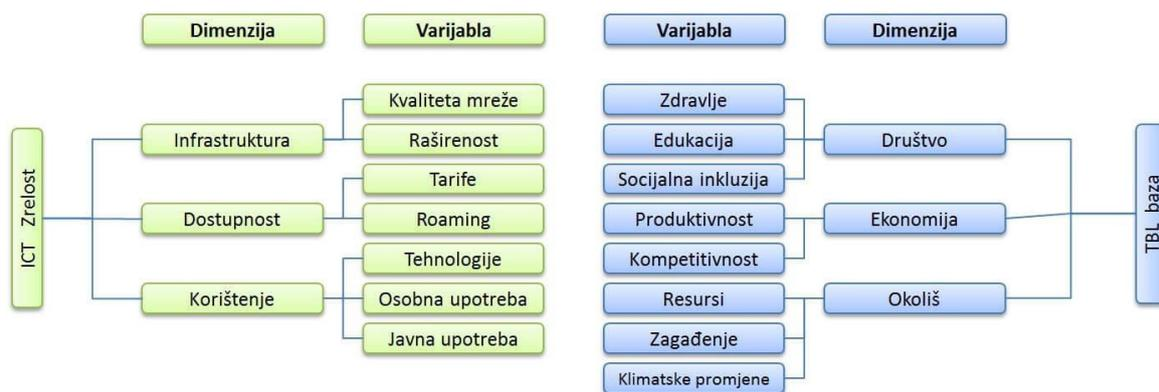 Dimenzija
Varijabla
Varijabla
Dimenzija
ICT Zrelost
Infrastruktura
Kvaliteta mreže
Raširenost
Dostupnost
Tarife
Roaming
Korištenje
Tehnologije
Osobna upotreba
Javna upotreba
Zdravlje
Edukacija
Socijalna inkluzija
Društvo
Produktivnost
Kompetitivnost
Ekonomija
Resursi
Zagađenje
Klimatske promjene
Okoliš
TBL baza